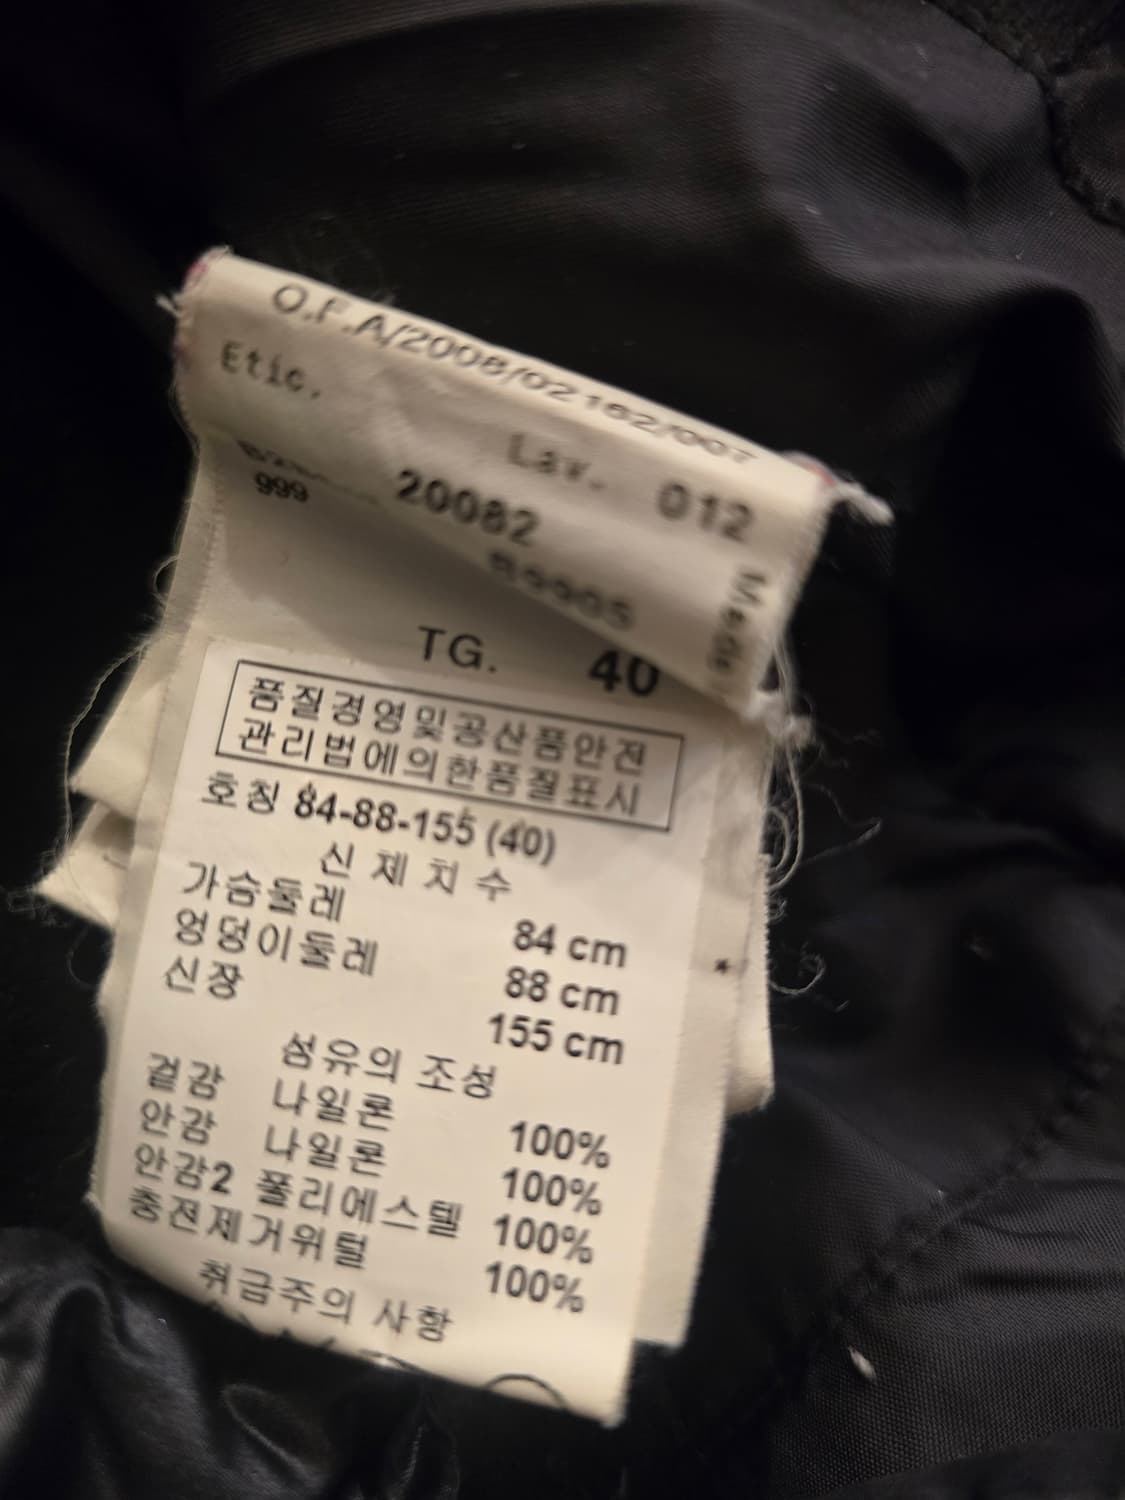 O.F.A/2008/02162/007
Etic.
Lav. 012
20082
999
TG. 40
품질경영및공산품안전
관리법에의한품질표시
호칭 84-88-155 (40)
신 체 치 수
가슴둘레 84 cm
엉덩이둘레 88 cm
신장 155 cm
섬유의 조성
겉감 나일론 100%
안감 나일론 100%
안감2 폴리에스텔 100%
충전제거위털 100%
취급주의 사항